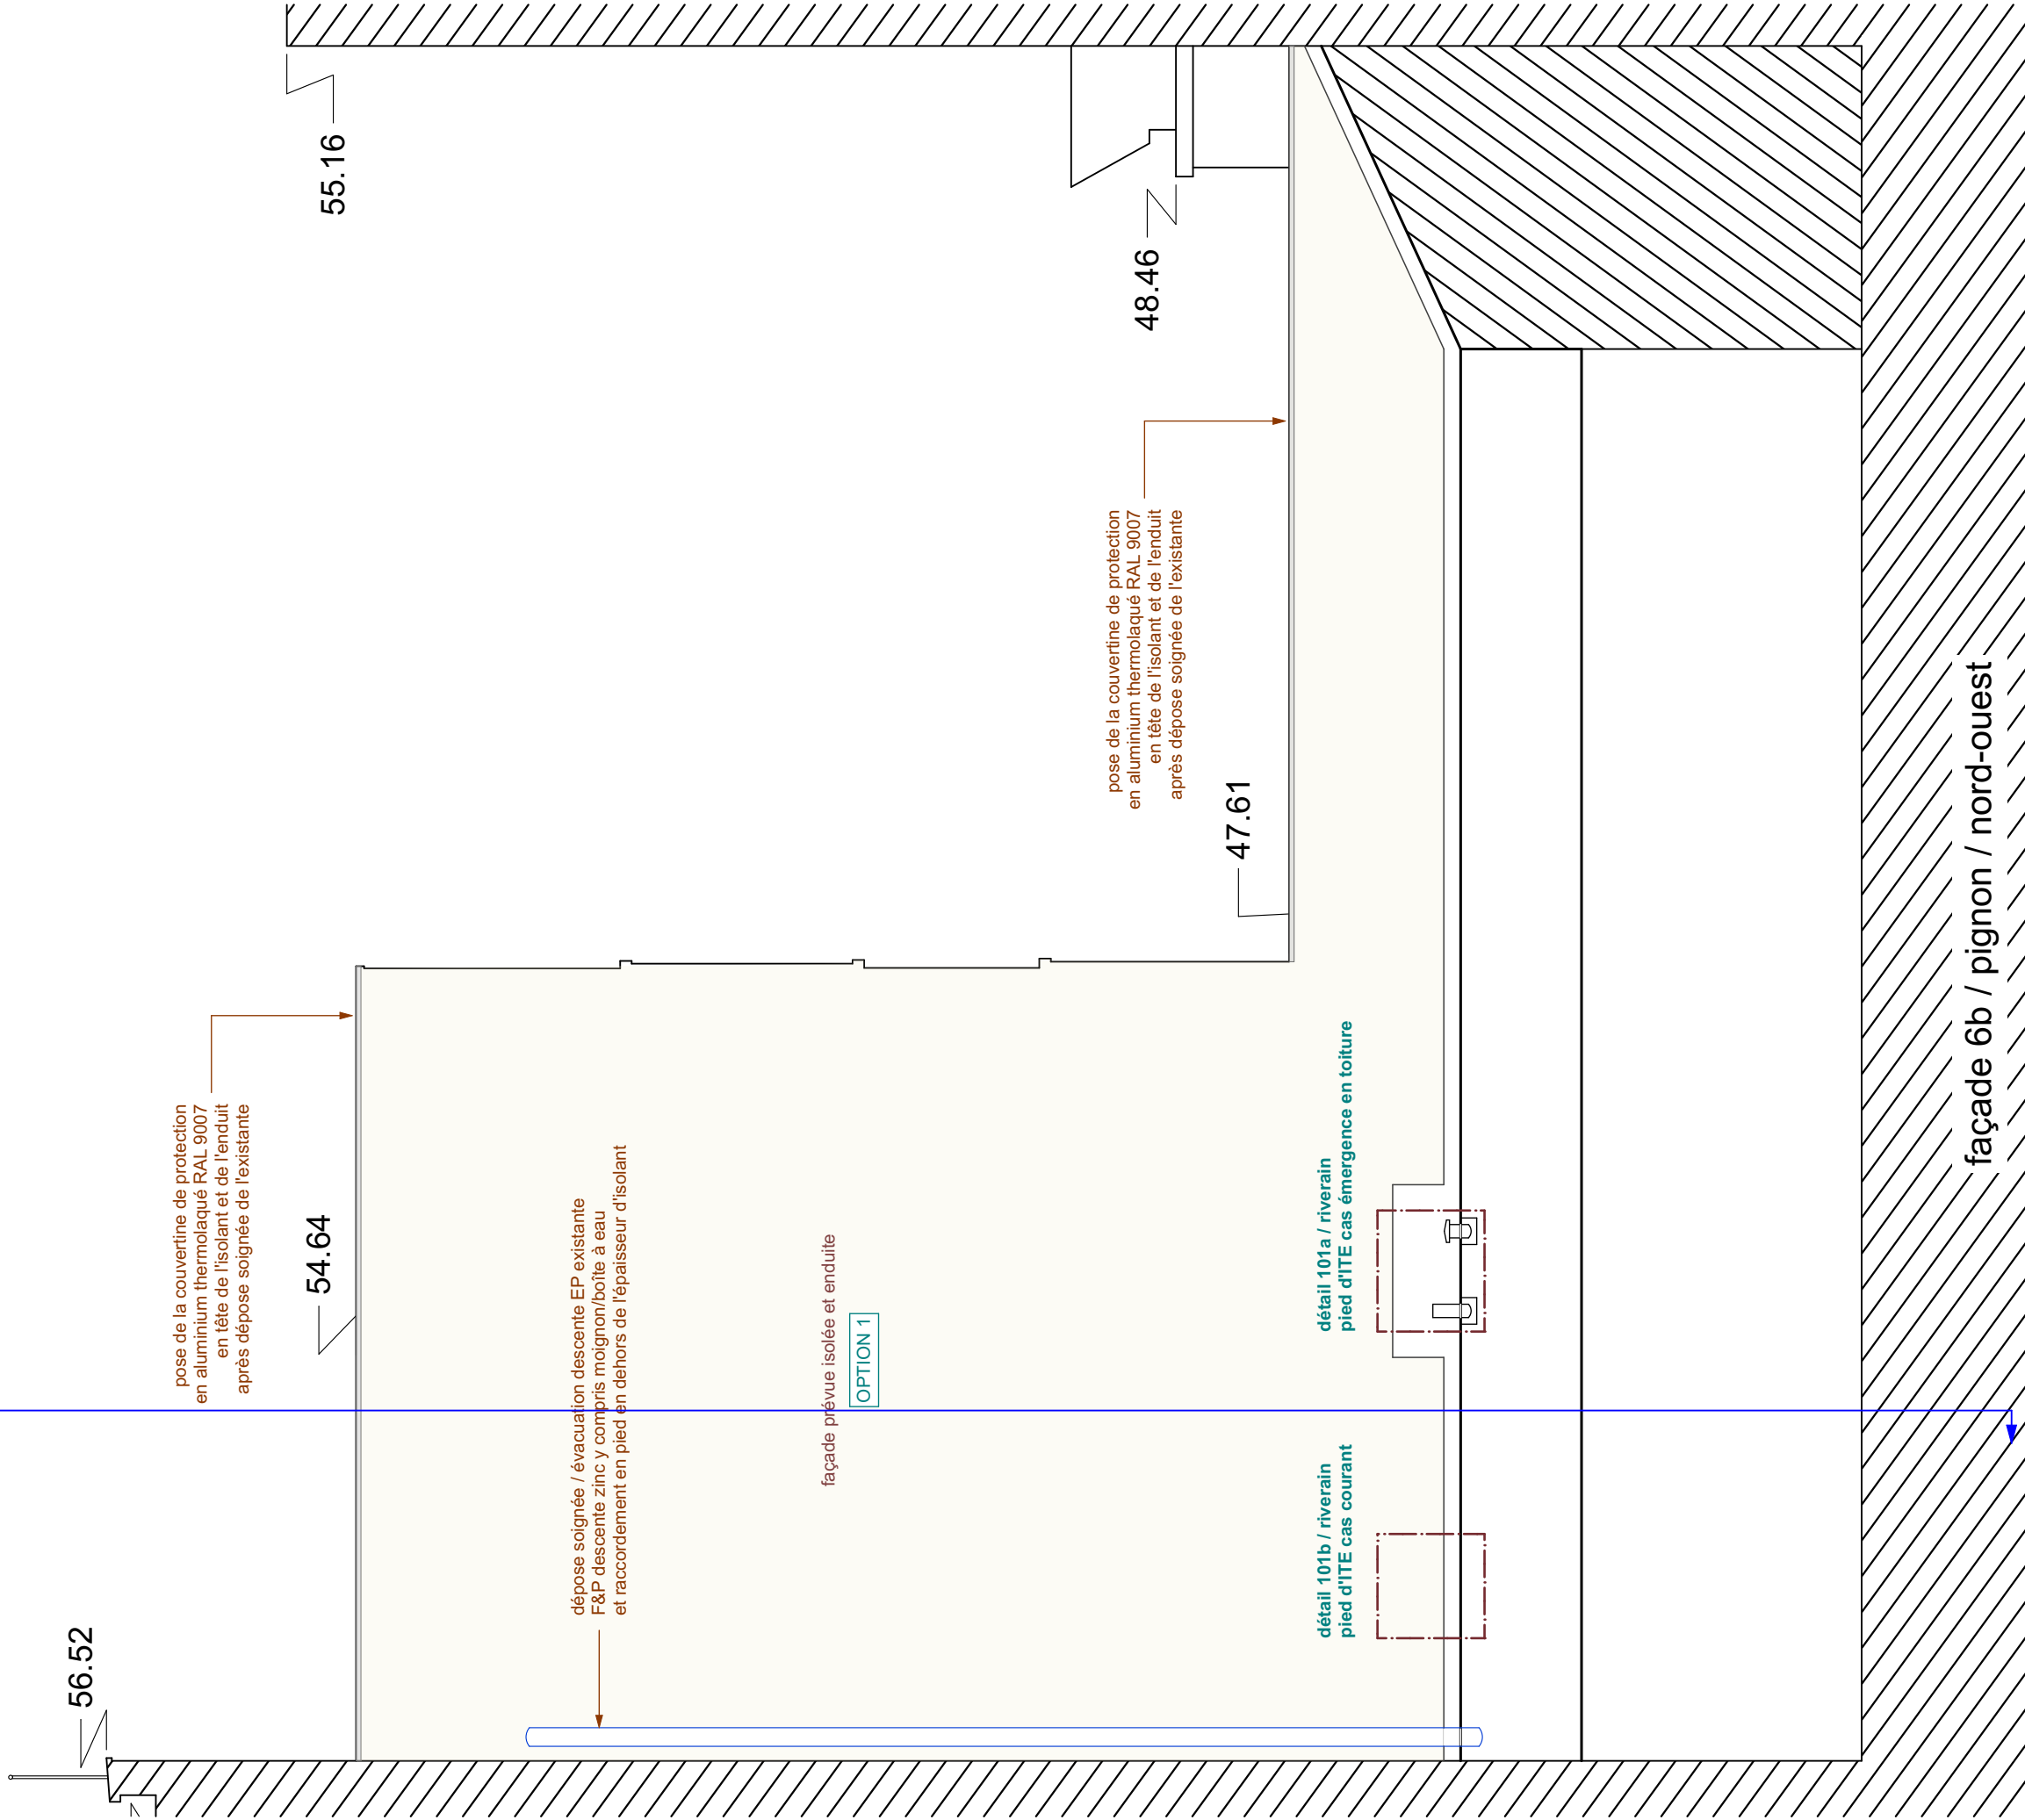 56.52
pose de la couvertine de protection
en aluminium thermolaqué RAL 9007
en tête de l'isolant et de l'enduit
après dépose soignée de l'existante
54.64
55.16
dépose soignée / évacuation descente EP existante
F&P descente zinc y compris moignon/boîte à eau
et raccordement en pied en dehors de l'épaisseur d'isolant
façade prévue isolée et enduite
OPTION 1
pose de la couvertine de protection
en aluminium thermolaqué RAL 9007
en tête de l'isolant et de l'enduit
après dépose soignée de l'existante
48.46
47.61
détail 101b / riverain
pied d'ITE cas courant
détail 101a / riverain
pied d'ITE cas émergence en toiture
façade 6b / pignon / nord-ouest